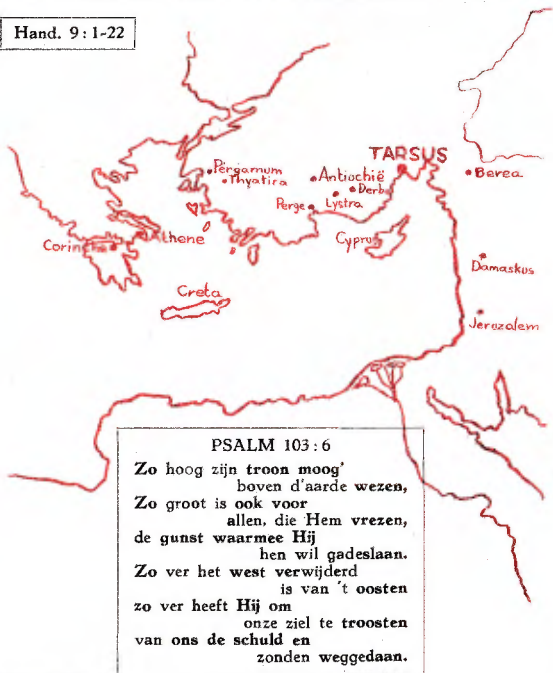 Hand. 9:1-22
TARSUS
Pergamum
Thyatira
Antiochië
Derbe
Berea
Perge
Lystra
Corinthe
Athene
Cyprus
Damaskus
Creta
Jeruzalem
PSALM 103:6
Zo hoog zijn troon moog'
boven d'aarde wezen,
Zo groot is ook voor
allen, die Hem vrezen,
de gunst waarmee Hij
hen wil gadeslaan.
Zo ver het west verwijderd
is van 't oosten
zo ver heeft Hij om
onze ziel te troosten
van ons de schuld en
zonden weggedaan.